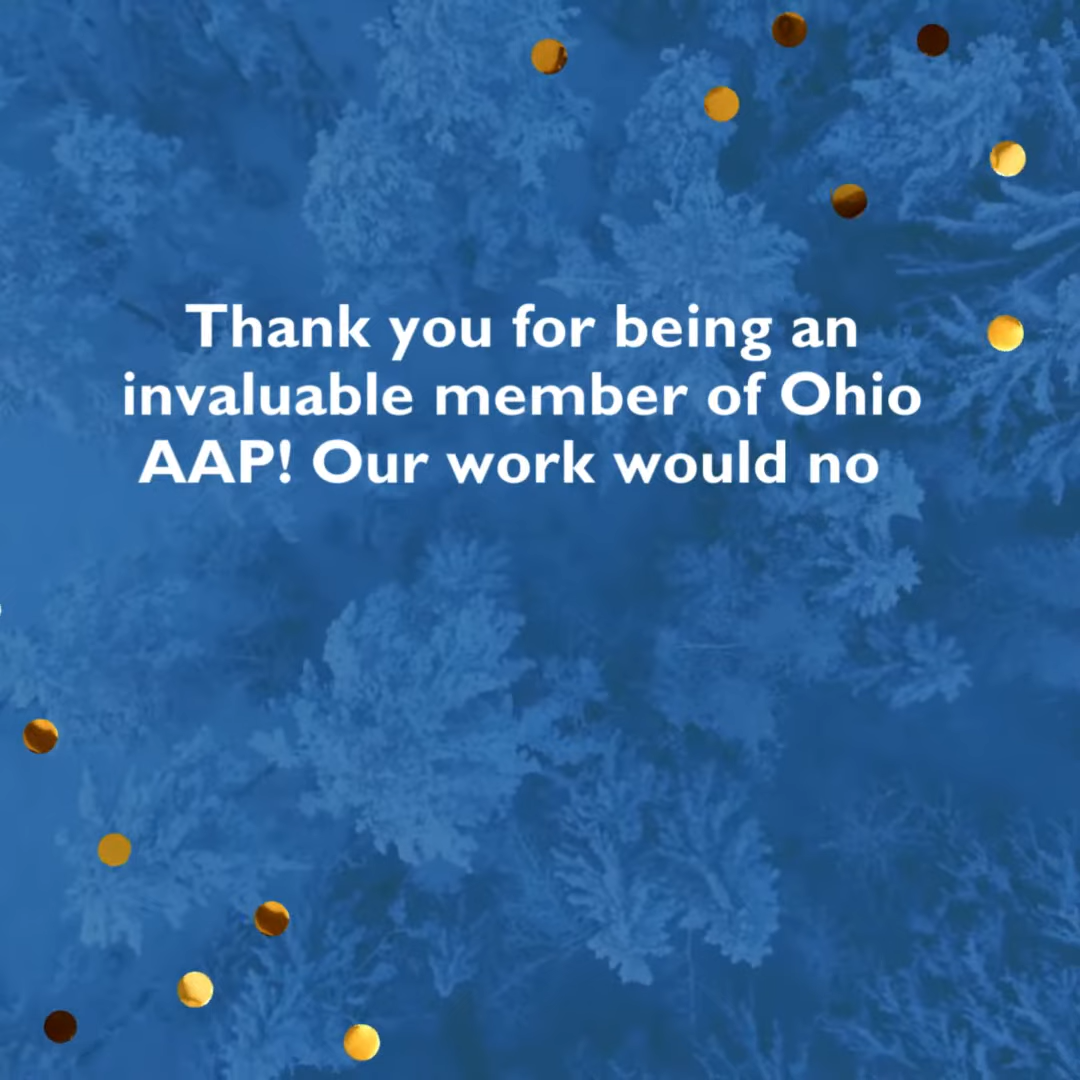 Thank you for being an
invaluable member of Ohio
AAP! Our work would no